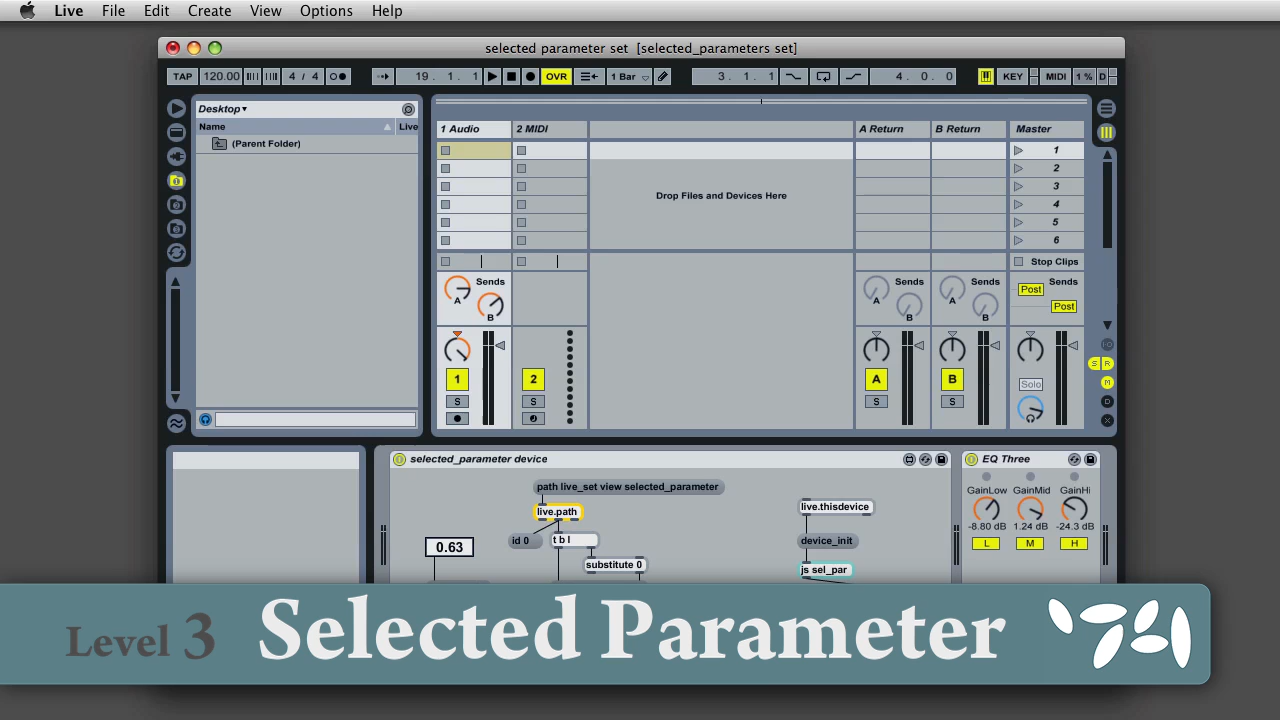 Live File Edit Create View Options Help
selected parameter set [selected_parameters set]
TAP 120.00 4 / 4 19. 1. 1 OVR 1 Bar 3. 1. 1 4. 0. 0 KEY MIDI 1 % D
Desktop
Name Live
(Parent Folder)
1 Audio 2 MIDI A Return B Return Master
1
2
3
4
5
6
Drop Files and Devices Here
Stop Clips
Sends Sends Sends Sends
A B A B A B Post Post
1 2 A B Solo
S S S S
S R
M
D
X
selected_parameter device
path live_set view selected_parameter
live.path
id 0 t b l
substitute 0
0.63
live.thisdevice
device_init
js sel_par
EQ Three
GainLow GainMid GainHi
-8.80 dB 1.24 dB -24.3 dB
L M H
Level 3 Selected Parameter
74